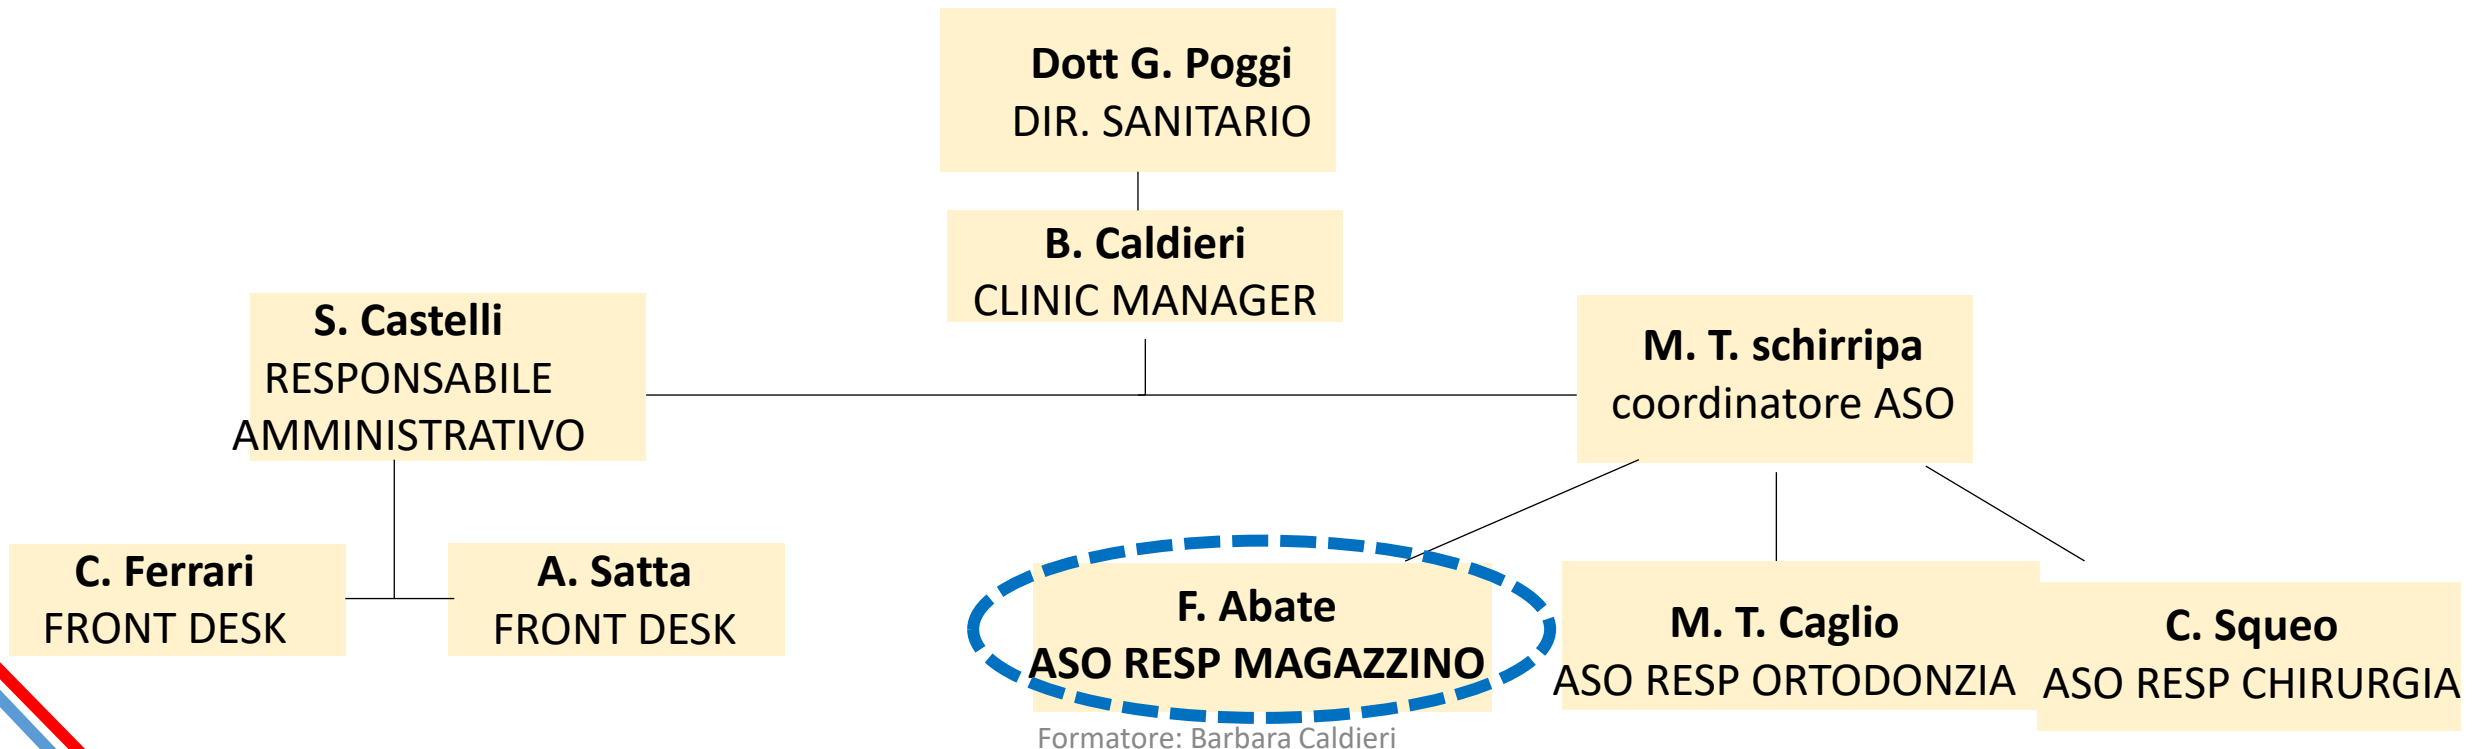 Dott G. Poggi
DIR. SANITARIO
B. Caldieri
CLINIC MANAGER
S. Castelli
RESPONSABILE
AMMINISTRATIVO
M. T. schirripa
coordinatore ASO
C. Ferrari
FRONT DESK
A. Satta
FRONT DESK
F. Abate
ASO RESP MAGAZZINO
M. T. Caglio
ASO RESP ORTODONZIA
C. Squeo
ASO RESP CHIRURGIA
Formatore: Barbara Caldieri